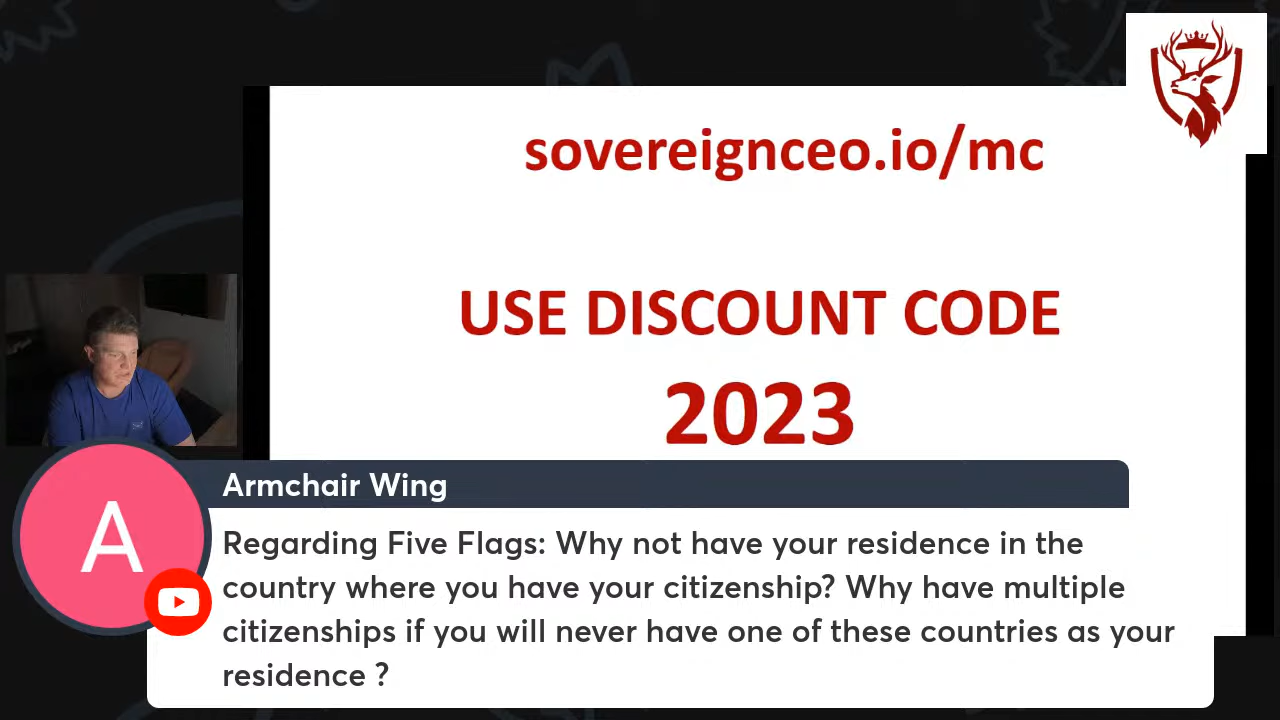 sovereignceo.io/mc
USE DISCOUNT CODE
2023
Armchair Wing
A
Regarding Five Flags: Why not have your residence in the
country where you have your citizenship? Why have multiple
citizenships if you will never have one of these countries as your
residence ?